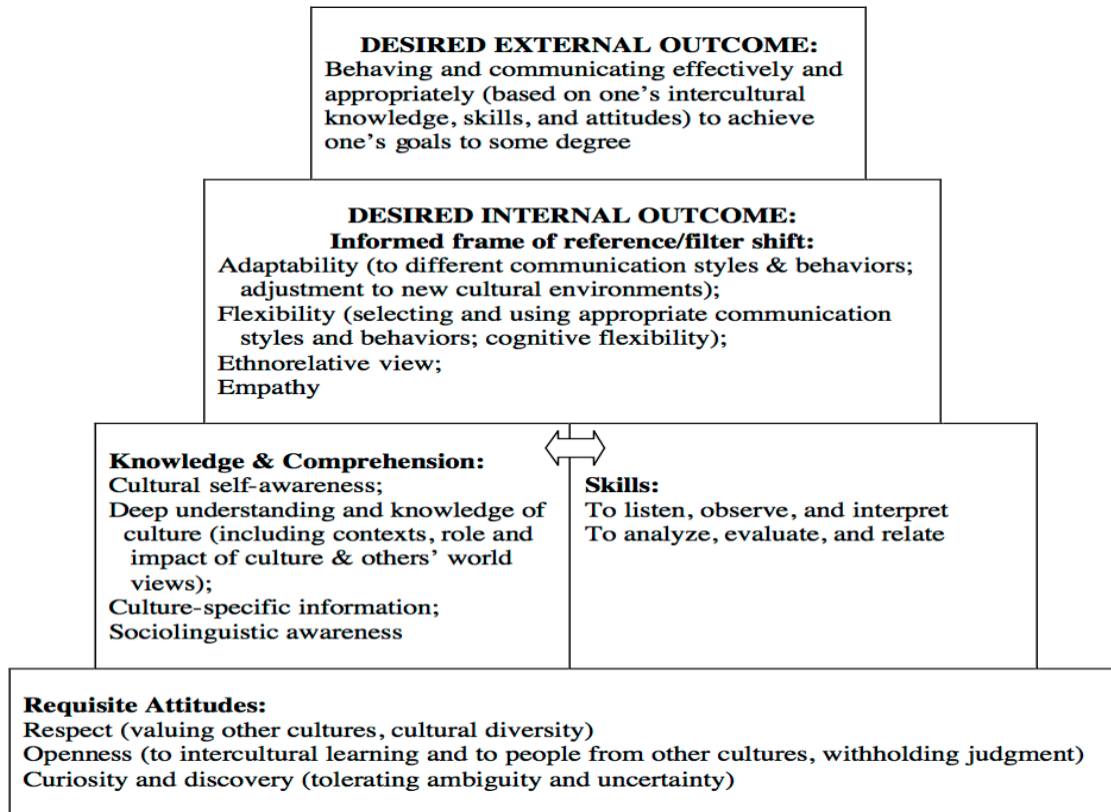 DESIRED EXTERNAL OUTCOME:
Behaving and communicating effectively and
appropriately (based on one's intercultural
knowledge, skills, and attitudes) to achieve
one's goals to some degree
DESIRED INTERNAL OUTCOME:
Informed frame of reference/filter shift:
Adaptability (to different communication styles & behaviors;
adjustment to new cultural environments);
Flexibility (selecting and using appropriate communication
styles and behaviors; cognitive flexibility);
Ethnorelative view;
Empathy
Knowledge & Comprehension:
Cultural self-awareness;
Deep understanding and knowledge of
culture (including contexts, role and
impact of culture & others' world
views);
Culture-specific information;
Sociolinguistic awareness
Skills:
To listen, observe, and interpret
To analyze, evaluate, and relate
Requisite Attitudes:
Respect (valuing other cultures, cultural diversity)
Openness (to intercultural learning and to people from other cultures, withholding judgment)
Curiosity and discovery (tolerating ambiguity and uncertainty)